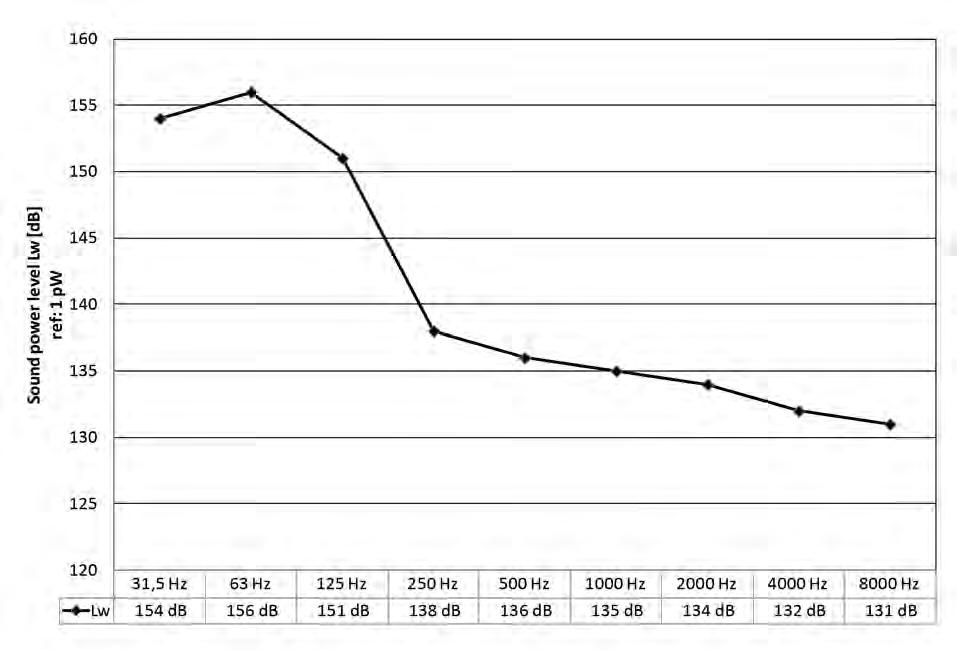 160
155
150
145
140
135
130
125
120
Sound power level Lw [dB]
ref: 1 pW
31,5 Hz 63 Hz 125 Hz 250 Hz 500 Hz 1000 Hz 2000 Hz 4000 Hz 8000 Hz
Lw 154 dB 156 dB 151 dB 138 dB 136 dB 135 dB 134 dB 132 dB 131 dB